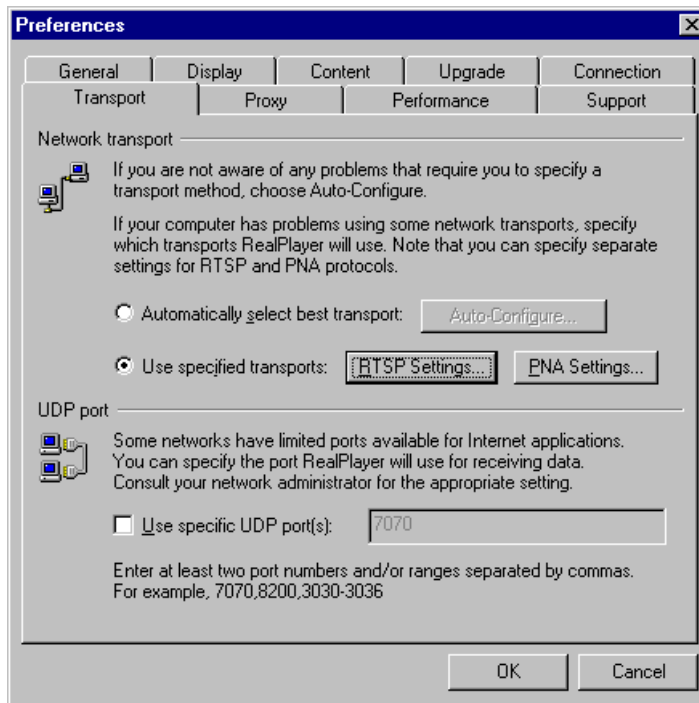 Preferences
General Display Content Upgrade Connection
Transport Proxy Performance Support
Network transport
If you are not aware of any problems that require you to specify a
transport method, choose Auto-Configure.
If your computer has problems using some network transports, specify
which transports RealPlayer will use. Note that you can specify separate
settings for RTSP and PNA protocols.
Automatically select best transport: Auto-Configure...
Use specified transports: RTSP Settings... PNA Settings...
UDP port
Some networks have limited ports available for Internet applications.
You can specify the port RealPlayer will use for receiving data.
Consult your network administrator for the appropriate setting.
Use specific UDP port(s): 7070
Enter at least two port numbers and/or ranges separated by commas.
For example, 7070,8200,3030-3036
OK Cancel